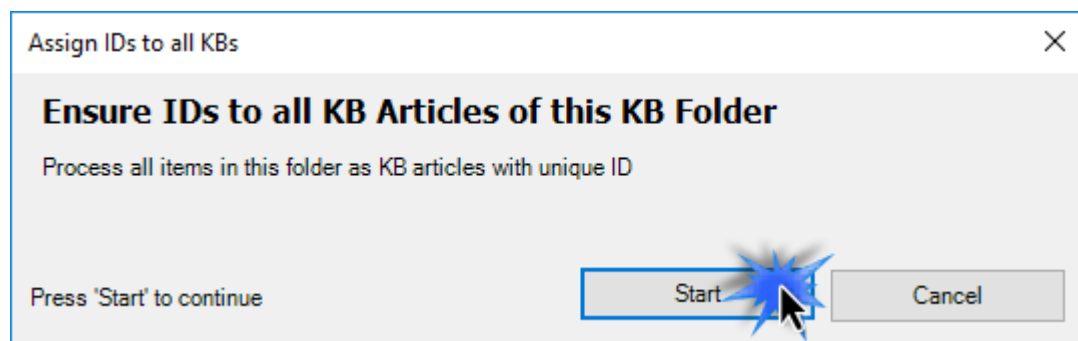 Assign IDs to all KBs
Ensure IDs to all KB Articles of this KB Folder
Process all items in this folder as KB articles with unique ID
Press 'Start' to continue
Start
Cancel